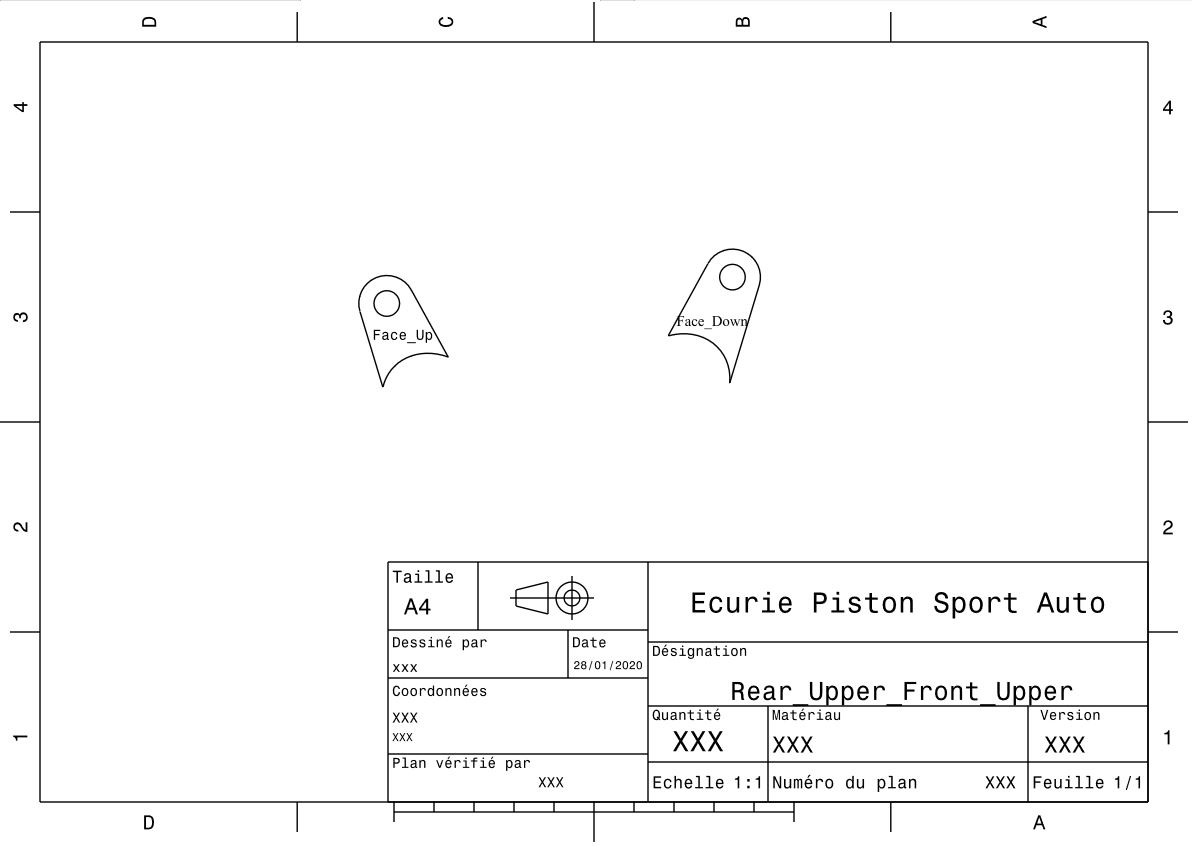 D C B A
4 4
3 3
Face_Up
Face_Down
2 2
Taille
A4
Ecurie Piston Sport Auto
Dessiné par
xxx
Date
28/01/2020
Désignation
Rear_Upper_Front_Upper
Coordonnées
XXX
XXX
Quantité
XXX
Matériau
XXX
Version
XXX
1 1
Plan vérifié par
XXX
Echelle 1:1
Numéro du plan XXX
Feuille 1/1
D A